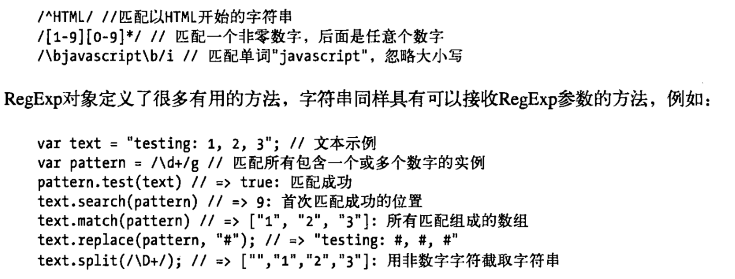 /^HTML/ //匹配以HTML开始的字符串
/[1-9][0-9]*/ // 匹配一个非零数字，后面是任意个数字
/\bjavascript\b/i // 匹配单词"javascript"，忽略大小写
RegExp对象定义了很多有用的方法，字符串同样具有可以接收RegExp参数的方法，例如：
var text = "testing: 1, 2, 3"; // 文本示例
var pattern = /\d+/g // 匹配所有包含一个或多个数字的实例
pattern.test(text) // => true: 匹配成功
text.search(pattern) // => 9: 首次匹配成功的位置
text.match(pattern) // => ["1", "2", "3"]: 所有匹配组成的数组
text.replace(pattern, "#"); // => "testing: #, #, #"
text.split(/\D+/); // => ["","1","2","3"]: 用非数字字符截取字符串